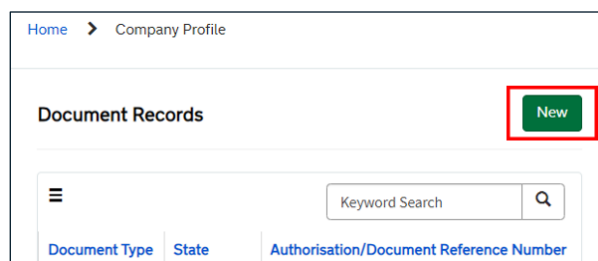 Home > Company Profile
Document Records
New
Keyword Search
Document Type State Authorisation/Document Reference Number